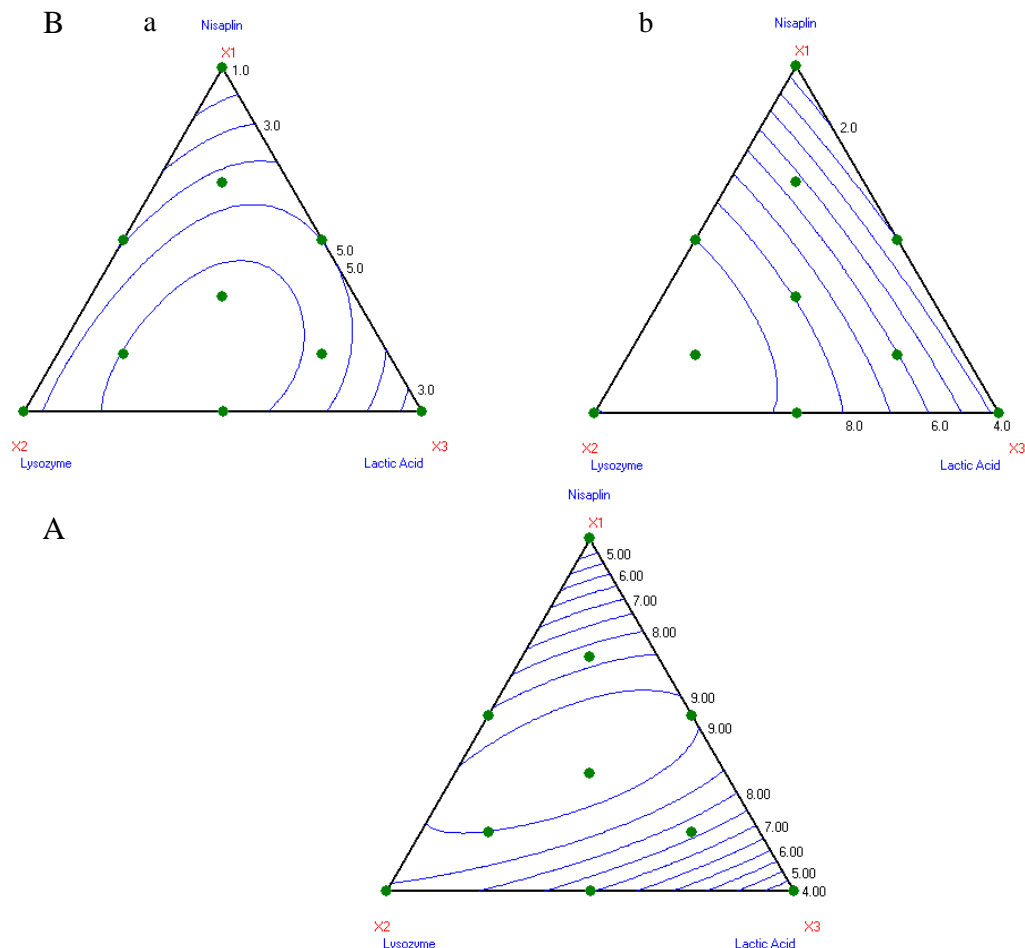 B
a
Nisaplin
X1
1.0
3.0
5.0
5.0
3.0
X2
X3
Lysozyme
Lactic Acid
b
Nisaplin
X1
2.0
8.0
6.0
4.0
X2
X3
Lysozyme
Lactic Acid
A
Nisaplin
X1
5.00
6.00
7.00
8.00
9.00
9.00
8.00
7.00
6.00
5.00
4.00
X2
X3
Lysozyme
Lactic Acid